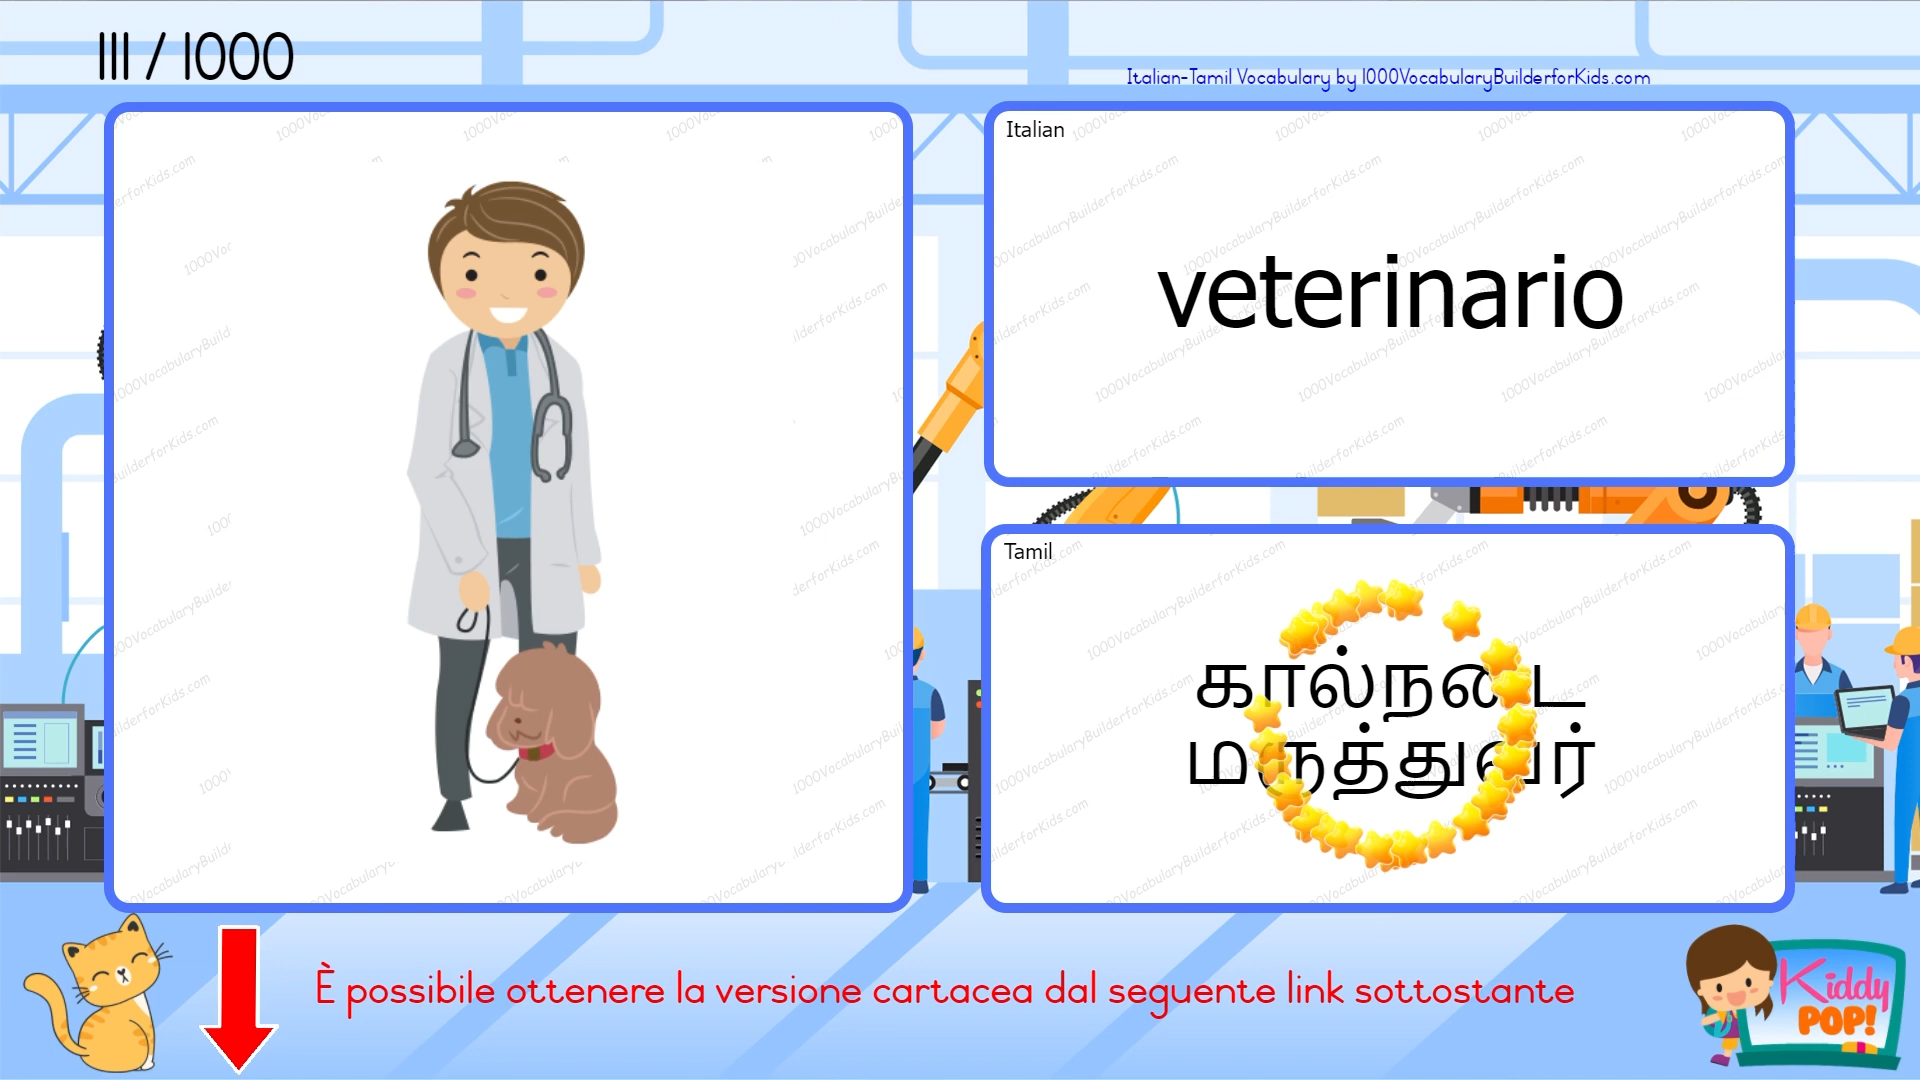 111 / 1000
Italian-Tamil Vocabulary by 1000VocabularyBuilderforKids.com
Italian
veterinario
Tamil
கால்நடை
மருத்துவர்
È possibile ottenere la versione cartacea dal seguente link sottostante
Kiddy
POP!